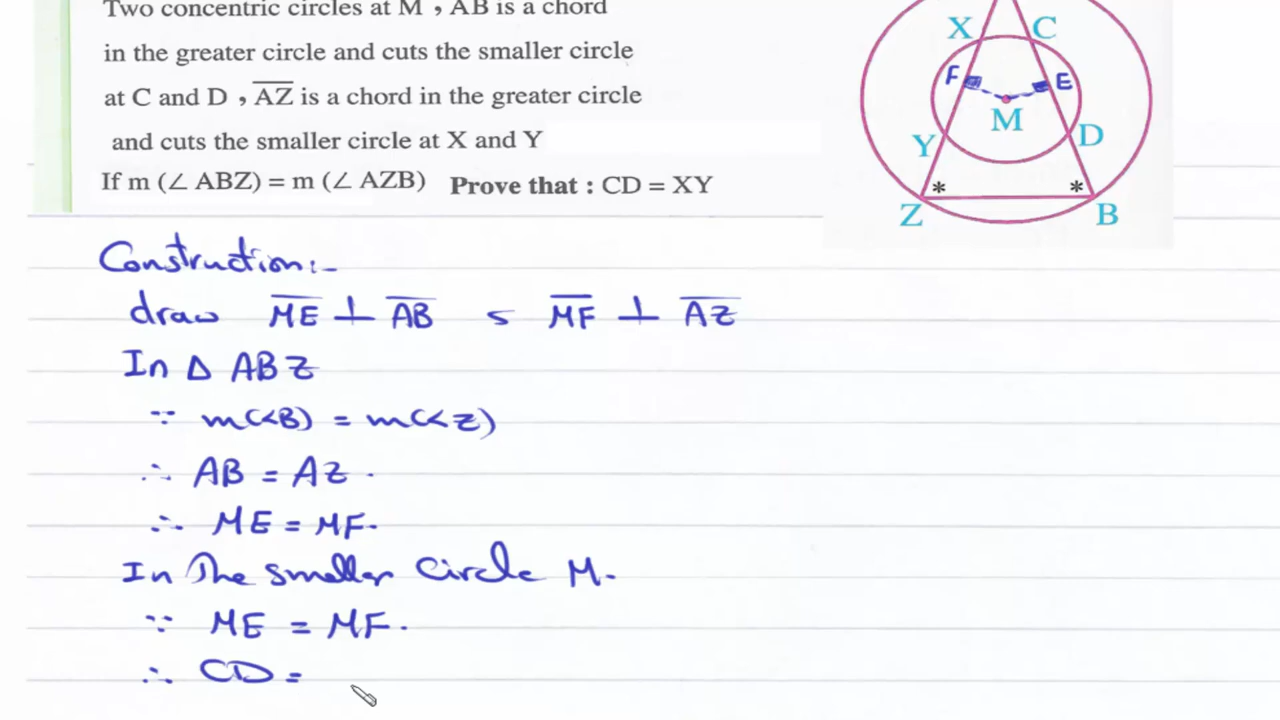 Two concentric circles at M , AB is a chord
in the greater circle and cuts the smaller circle
at C and D , AZ is a chord in the greater circle
and cuts the smaller circle at X and Y
If m (∠ ABZ) = m (∠ AZB) Prove that : CD = XY
X C
F E
M
Y D
* *
Z B
Construction:-
draw ME ⊥ AB , MF ⊥ AZ
In Δ ABZ
∵ m(<B) = m(<Z)
∴ AB = AZ .
∴ ME = MF.
In The smaller Circle M.
∵ ME = MF.
∴ CD =